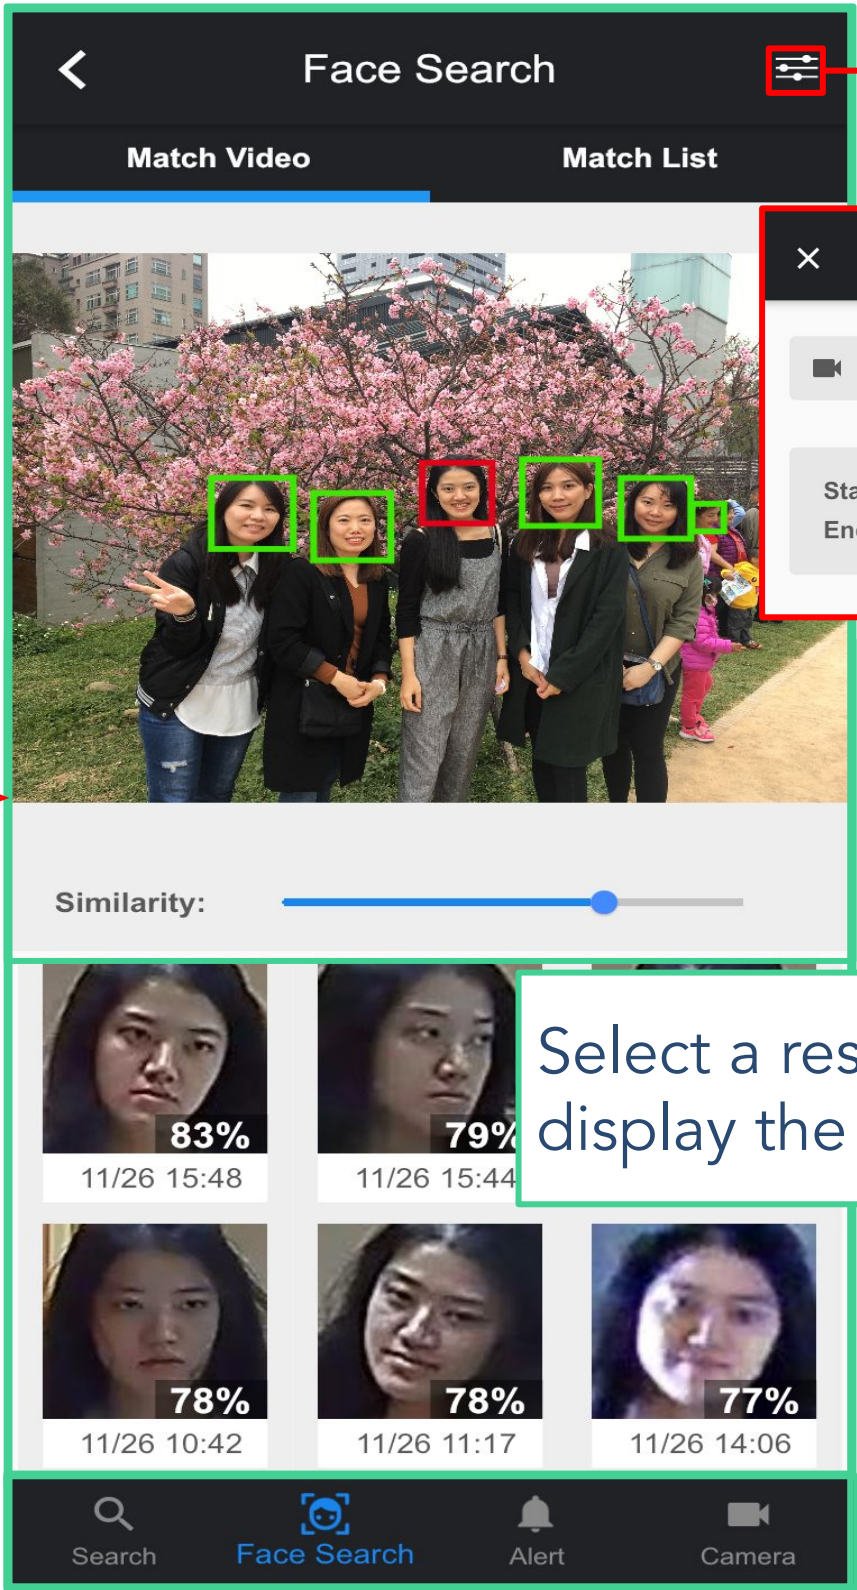 Face Search
Match Video
Match List
Similarity:
83%
11/26 15:48
79%
11/26 15:44
Select a res
display the
78%
11/26 10:42
78%
11/26 11:17
77%
11/26 14:06
Search
Face Search
Alert
Camera